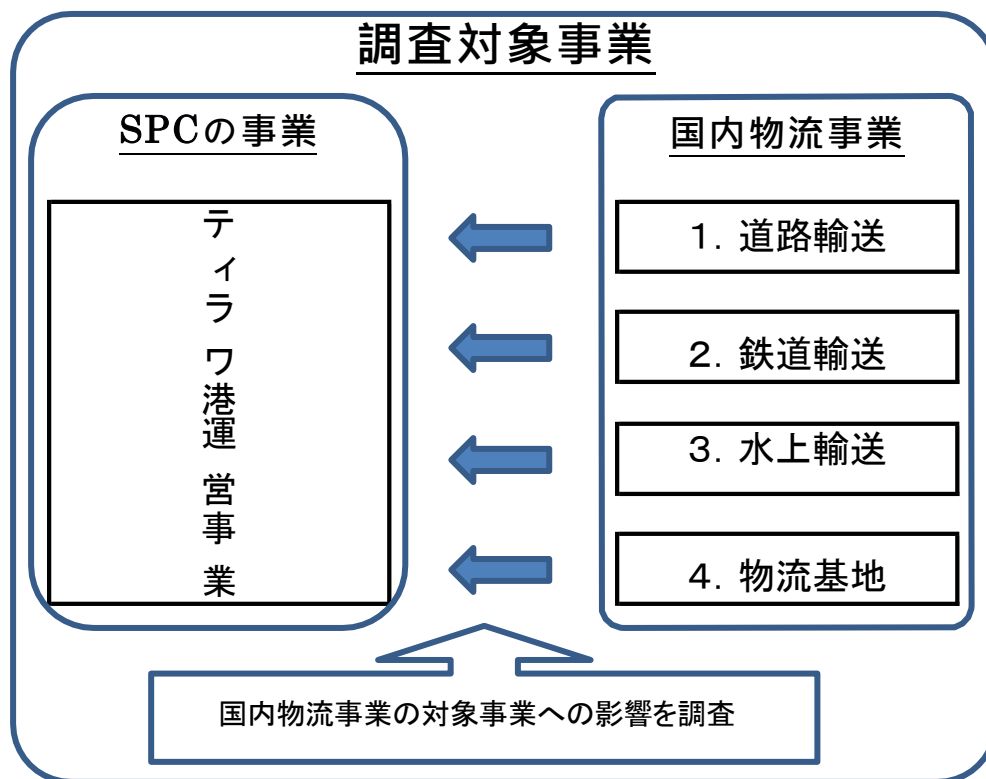 調査対象事業
SPCの事業
ティラワ港運営事業
国内物流事業
1. 道路輸送
2. 鉄道輸送
3. 水上輸送
4. 物流基地
国内物流事業の対象事業への影響を調査